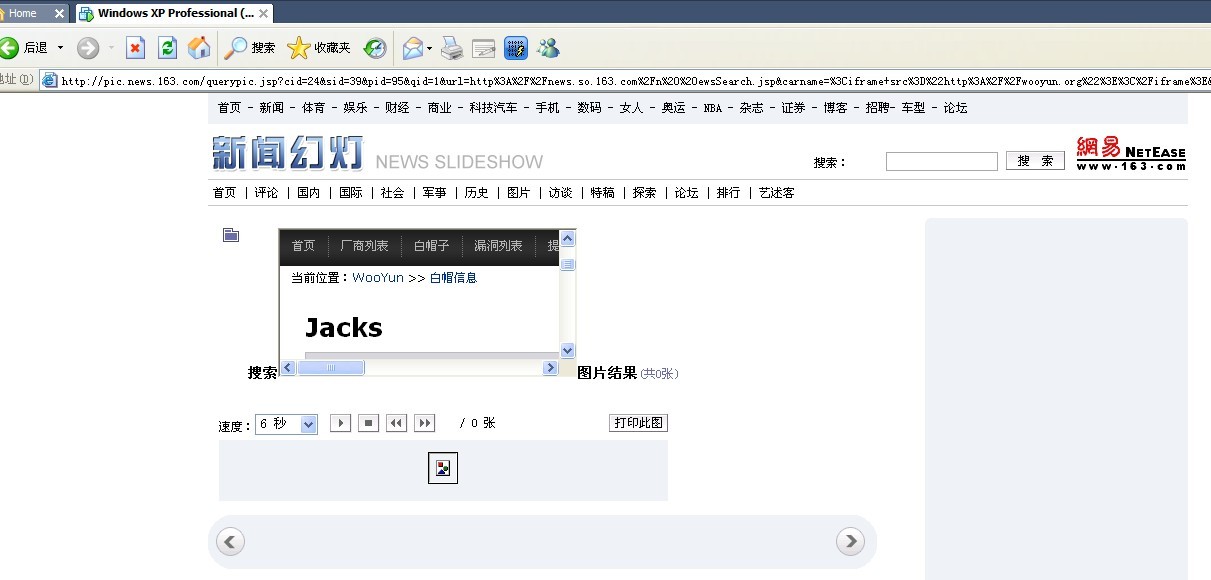 Home
Windows XP Professional (...
后退
搜索
收藏夹
地址(D)
http://pic.news.163.com/querypic.jsp?cid=24&sid=39&pid=95&qid=1&url=http%3A%2F%2Fnews.so.163.com%2Fn%20%20ewsSearch.jsp&carname=%3Ciframe+src%3D%22http%3A%2F%2Fwooyun.org%22%3E%3C%2Fiframe%3E&
首页 - 新闻 - 体育 - 娱乐 - 财经 - 商业 - 科技汽车 - 手机 - 数码 - 女人 - 奥运 - NBA - 杂志 - 证券 - 博客 - 招聘- 车型 - 论坛
新闻幻灯 NEWS SLIDESHOW
搜索：
搜 索
網易 NETEASE
www.163.com
首页 | 评论 | 国内 | 国际 | 社会 | 军事 | 历史 | 图片 | 访谈 | 特稿 | 探索 | 论坛 | 排行 | 艺述客
首页 厂商列表 白帽子 漏洞列表 提
当前位置：WooYun >> 白帽信息
Jacks
搜索 图片结果 (共0张)
速度： 6 秒 / 0 张 打印此图